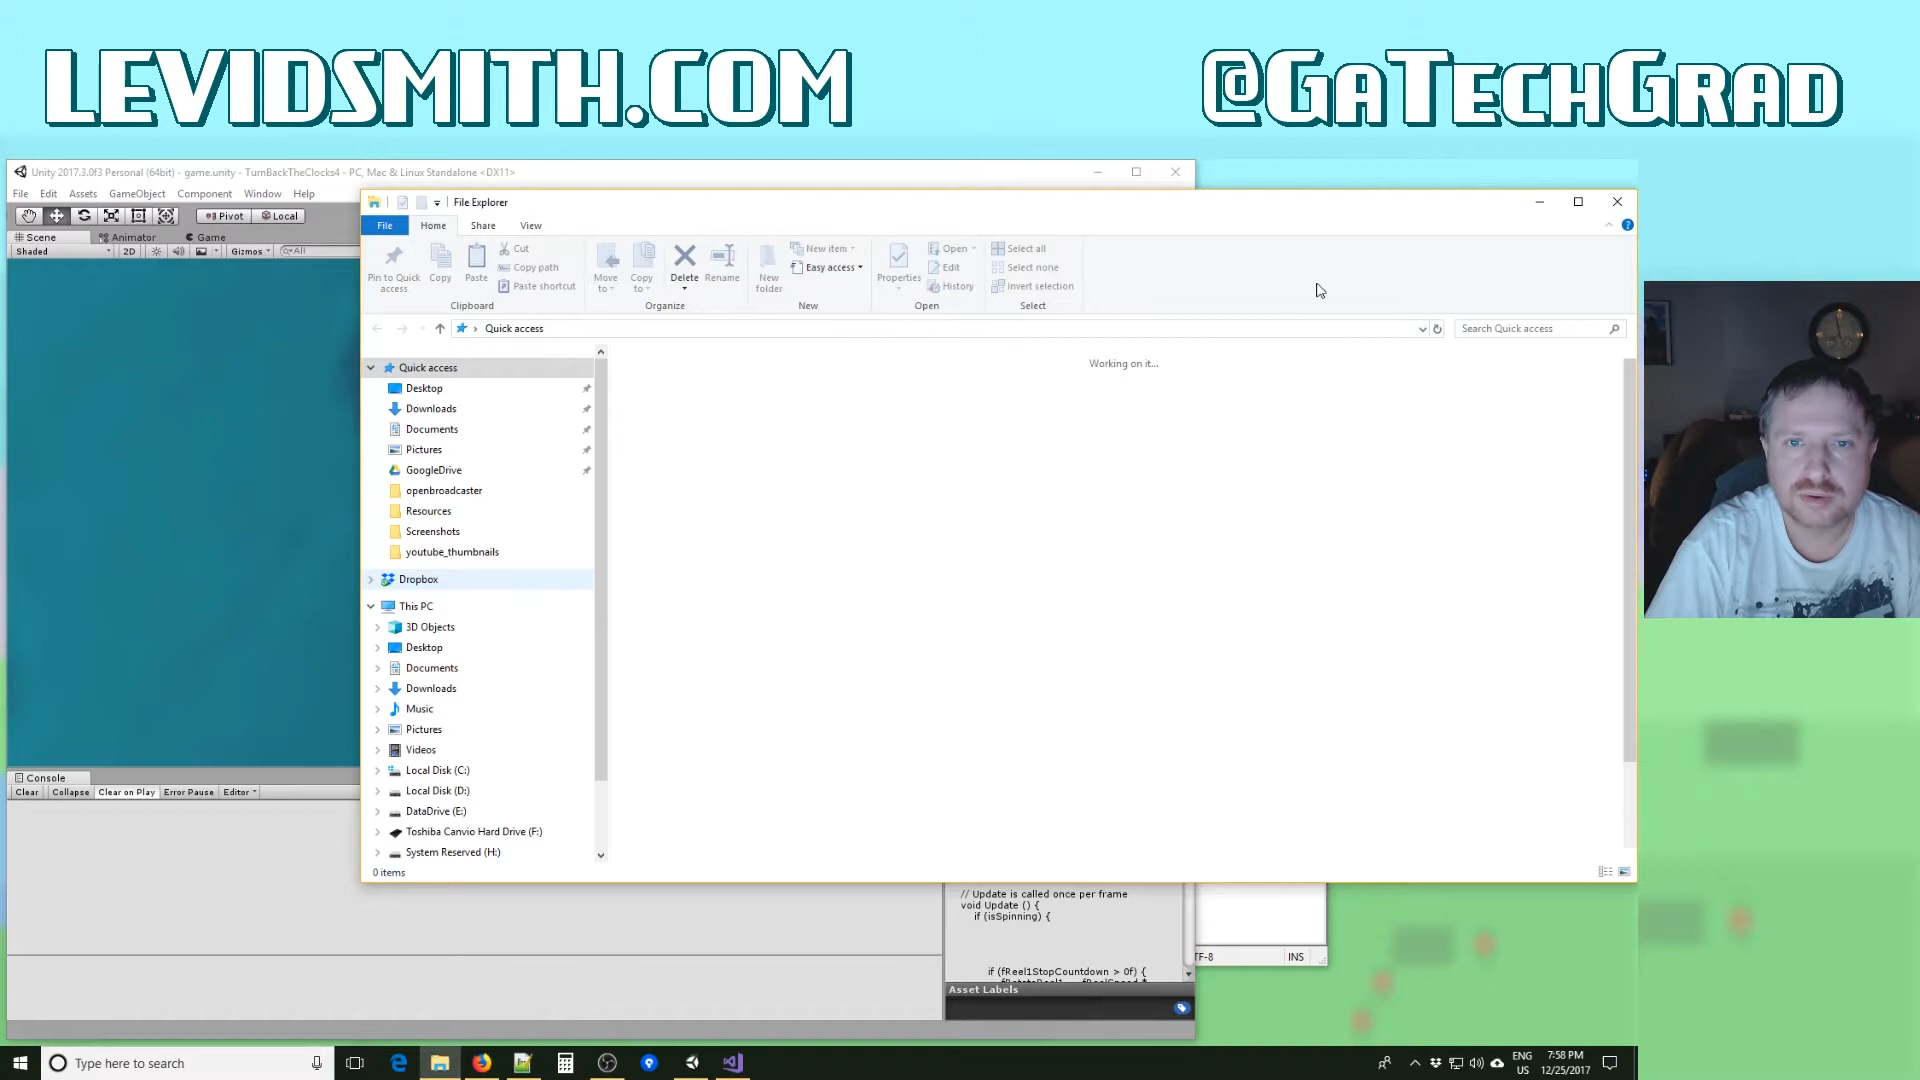 LEVIDSMITH.COM
@GATECHGRAD
Unity 2017.3.0f3 Personal (64bit) - game.unity - TurnBackTheClocks4 - PC, Mac & Linux Standalone <DX11>
File Edit Assets GameObject Component Window Help
Pivot Local
Scene Animator Game
Shaded 2D Gizmos All
File Explorer
File Home Share View
Pin to Quick access
Copy
Paste
Cut
Copy path
Paste shortcut
Clipboard
Move to
Copy to
Delete
Rename
Organize
New folder
New item
Easy access
New
Properties
Open
Edit
History
Open
Select all
Select none
Invert selection
Select
Quick access
Search Quick access
Working on it...
Quick access
Desktop
Downloads
Documents
Pictures
GoogleDrive
openbroadcaster
Resources
Screenshots
youtube_thumbnails
Dropbox
This PC
3D Objects
Desktop
Documents
Downloads
Music
Pictures
Videos
Local Disk (C:)
Local Disk (D:)
DataDrive (E:)
Toshiba Canvio Hard Drive (F:)
System Reserved (H:)
0 items
Console
Clear Collapse Clear on Play Error Pause Editor
// Update is called once per frame
void Update () {
if (isSpinning) {
if (fReel1StopCountdown > 0f) {
Asset Labels
TF-8 INS
Type here to search
ENG
US
7:58 PM
12/25/2017